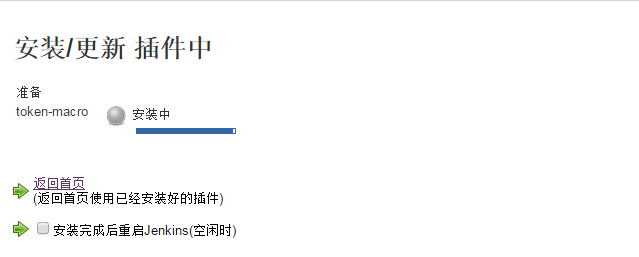 安装/更新 插件中
准备
token-macro 安装中
返回首页
(返回首页使用已经安装好的插件)
安装完成后重启Jenkins(空闲时)